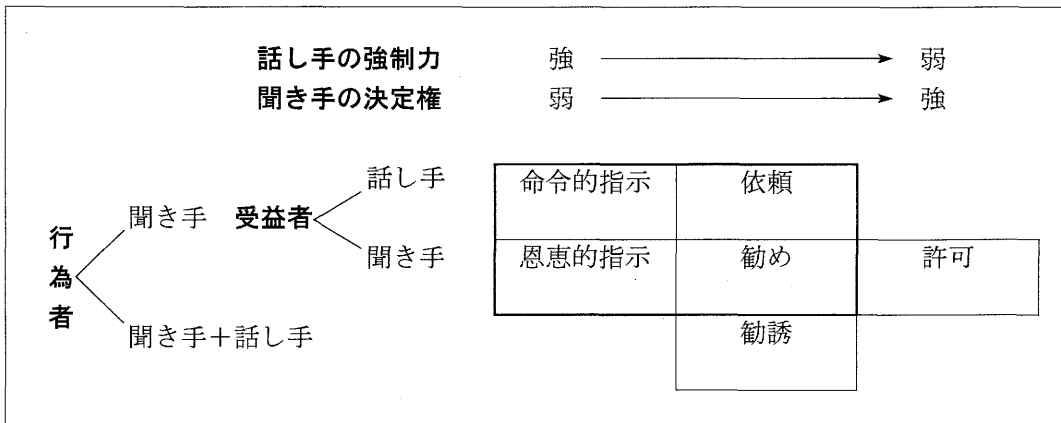 話し手の強制力 強 弱
聞き手の決定権 弱 強
話し手 命令的指示 依頼
聞き手 受益者
聞き手 恩恵的指示 勧め 許可
行為者
聞き手+話し手 勧誘